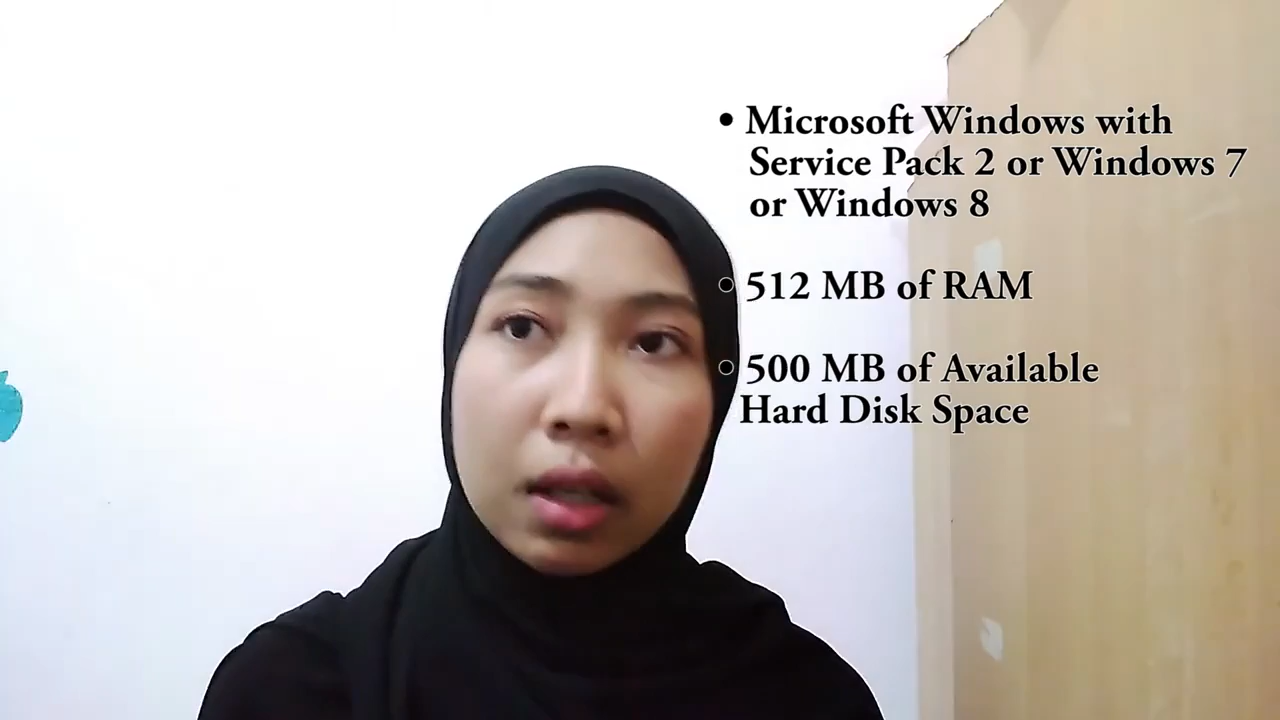 • Microsoft Windows with
Service Pack 2 or Windows 7
or Windows 8
○ 512 MB of RAM
○ 500 MB of Available
Hard Disk Space